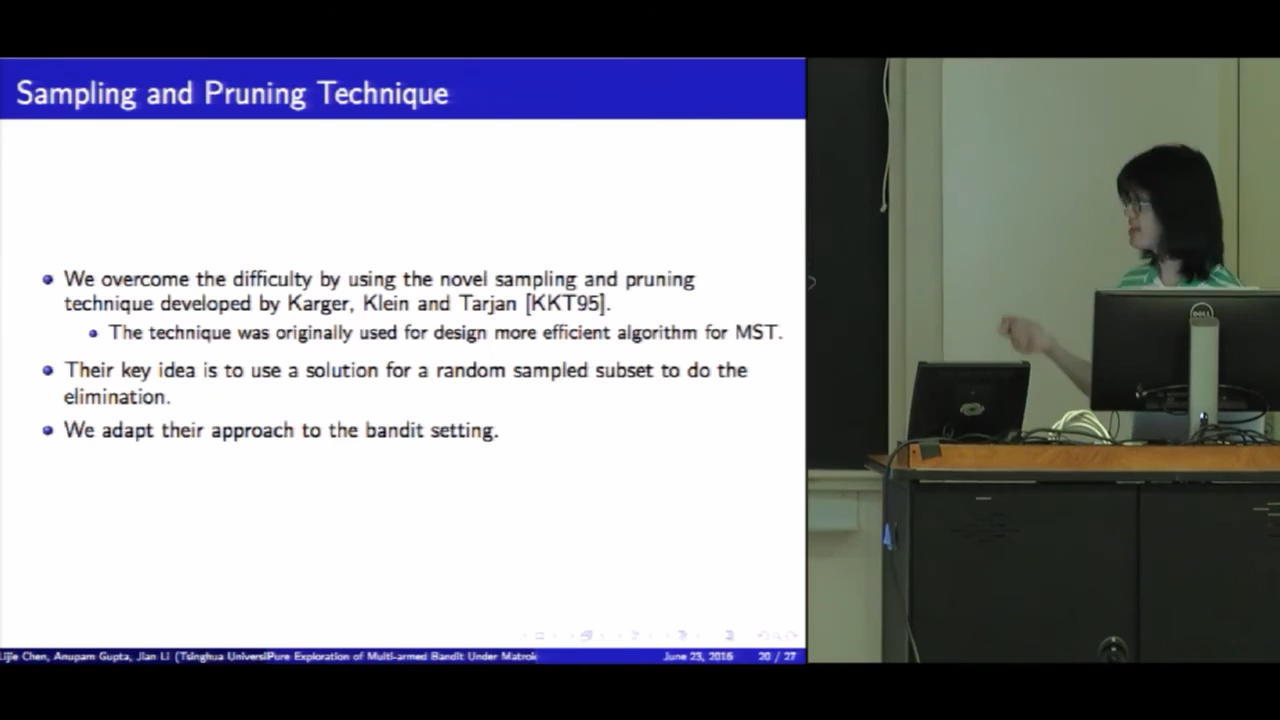 Sampling and Pruning Technique
We overcome the difficulty by using the novel sampling and pruning
technique developed by Karger, Klein and Tarjan [KKT95].
The technique was originally used for design more efficient algorithm for MST.
Their key idea is to use a solution for a random sampled subset to do the
elimination.
We adapt their approach to the bandit setting.
Lijie Chen, Anupam Gupta, Jian Li (Tsinghua UniversiPure Exploration of Multi-armed Bandit Under Matroi
June 23, 2016 20 / 27
DELL